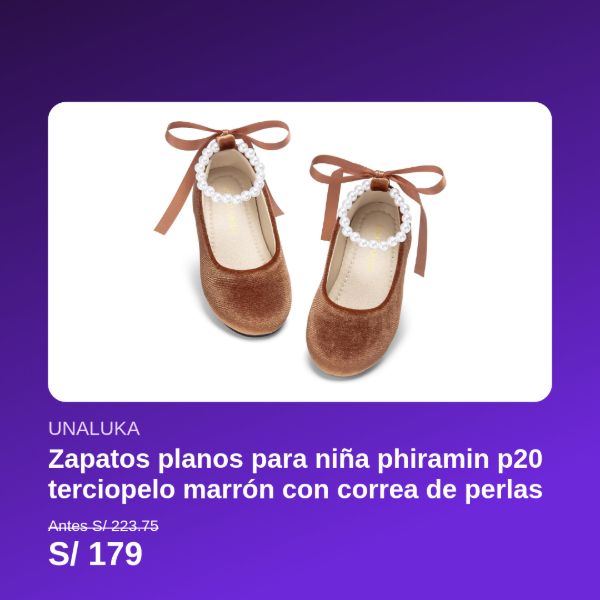 UNALUKA
Zapatos planos para niña phiramin p20
terciopelo marrón con correa de perlas
Antes S/ 223.75
S/ 179